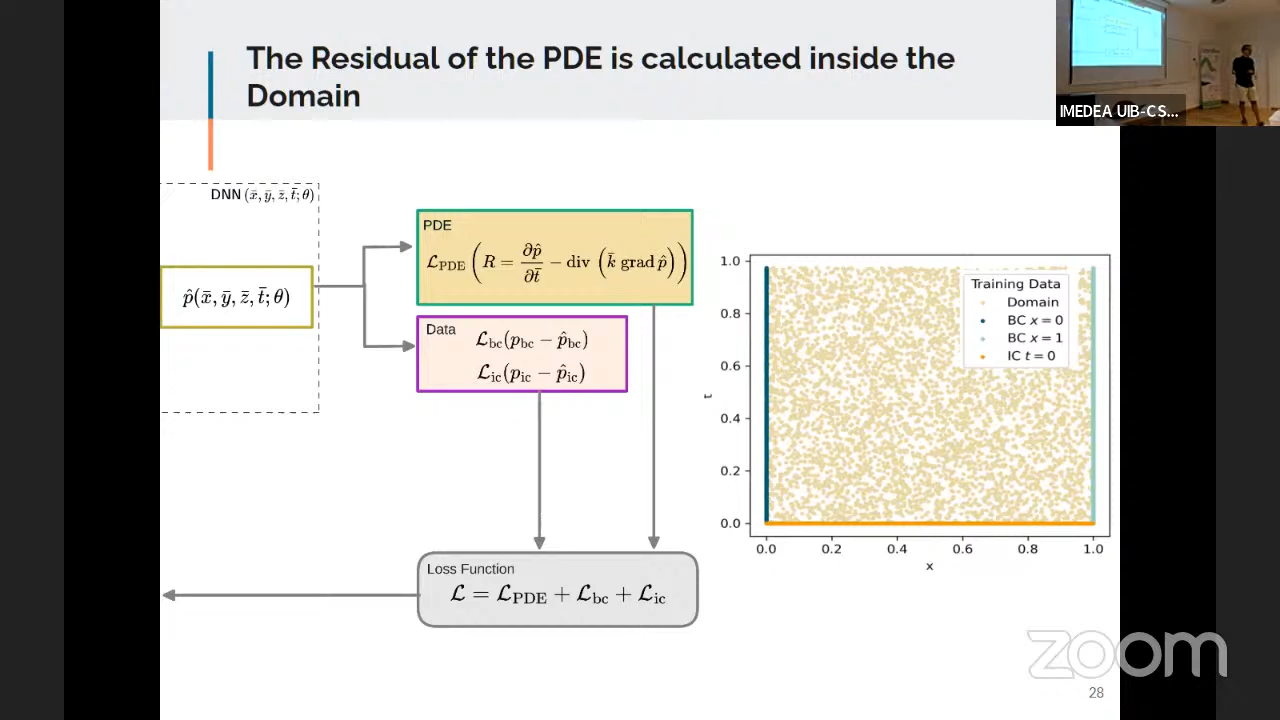 The Residual of the PDE is calculated inside the
Domain
IMEDEA UIB-CS...
DNN (x̄, ȳ, z̄, t̄; θ)
p̂(x̄, ȳ, z̄, t̄; θ)
PDE
ℒ_PDE (R = ∂p̂/∂t̄ − div (k̄ grad p̂))
Data
ℒ_bc(p_bc − p̂_bc)
ℒ_ic(p_ic − p̂_ic)
Loss Function
ℒ = ℒ_PDE + ℒ_bc + ℒ_ic
Training Data
Domain
BC x = 0
BC x = 1
IC t = 0
1.0
0.8
0.6
0.4
0.2
0.0
t
0.0 0.2 0.4 0.6 0.8 1.0
x
zoom
28